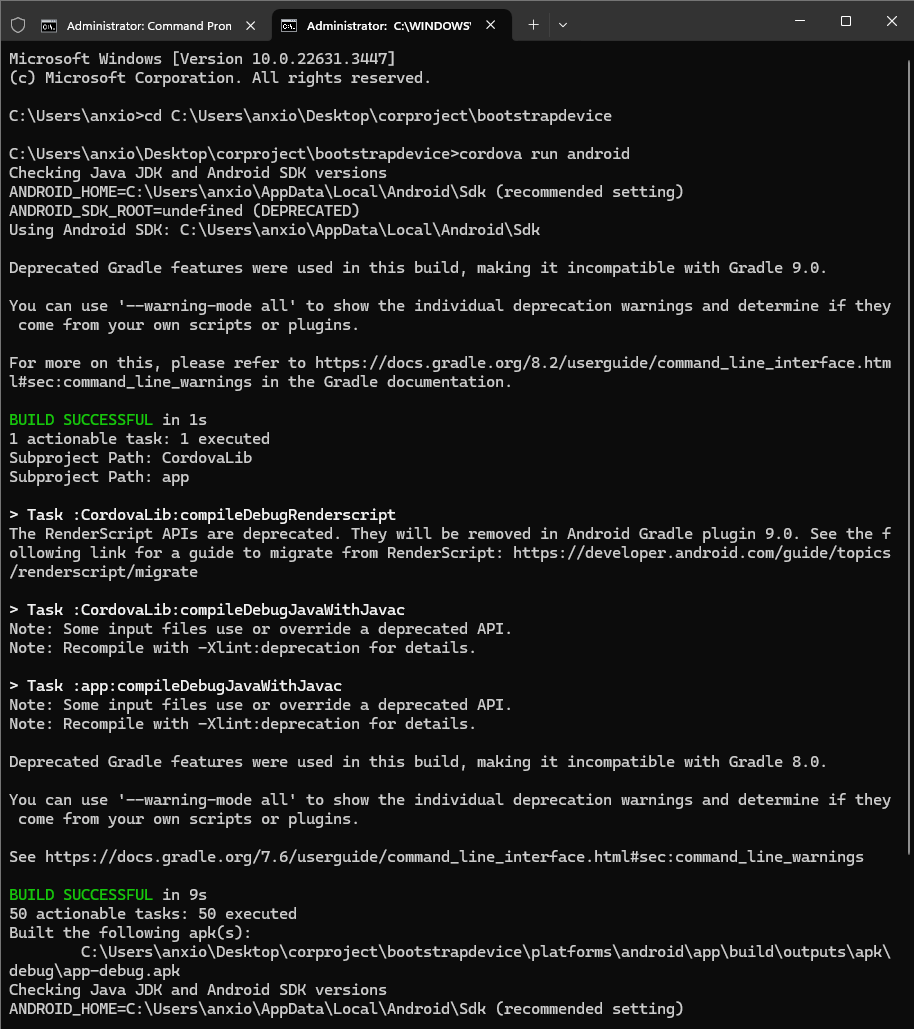 Administrator: Command Pron
Administrator: C:\WINDOWS\
Microsoft Windows [Version 10.0.22631.3447]
(c) Microsoft Corporation. All rights reserved.
C:\Users\anxio>cd C:\Users\anxio\Desktop\corproject\bootstrapdevice
C:\Users\anxio\Desktop\corproject\bootstrapdevice>cordova run android
Checking Java JDK and Android SDK versions
ANDROID_HOME=C:\Users\anxio\AppData\Local\Android\Sdk (recommended setting)
ANDROID_SDK_ROOT=undefined (DEPRECATED)
Using Android SDK: C:\Users\anxio\AppData\Local\Android\Sdk
Deprecated Gradle features were used in this build, making it incompatible with Gradle 9.0.
You can use '--warning-mode all' to show the individual deprecation warnings and determine if they
come from your own scripts or plugins.
For more on this, please refer to https://docs.gradle.org/8.2/userguide/command_line_interface.htm
l#sec:command_line_warnings in the Gradle documentation.
BUILD SUCCESSFUL in 1s
1 actionable task: 1 executed
Subproject Path: CordovaLib
Subproject Path: app
> Task :CordovaLib:compileDebugRenderscript
The RenderScript APIs are deprecated. They will be removed in Android Gradle plugin 9.0. See the f
ollowing link for a guide to migrate from RenderScript: https://developer.android.com/guide/topics
/renderscript/migrate
> Task :CordovaLib:compileDebugJavaWithJavac
Note: Some input files use or override a deprecated API.
Note: Recompile with -Xlint:deprecation for details.
> Task :app:compileDebugJavaWithJavac
Note: Some input files use or override a deprecated API.
Note: Recompile with -Xlint:deprecation for details.
Deprecated Gradle features were used in this build, making it incompatible with Gradle 8.0.
You can use '--warning-mode all' to show the individual deprecation warnings and determine if they
come from your own scripts or plugins.
See https://docs.gradle.org/7.6/userguide/command_line_interface.html#sec:command_line_warnings
BUILD SUCCESSFUL in 9s
50 actionable tasks: 50 executed
Built the following apk(s):
C:\Users\anxio\Desktop\corproject\bootstrapdevice\platforms\android\app\build\outputs\apk\
debug\app-debug.apk
Checking Java JDK and Android SDK versions
ANDROID_HOME=C:\Users\anxio\AppData\Local\Android\Sdk (recommended setting)